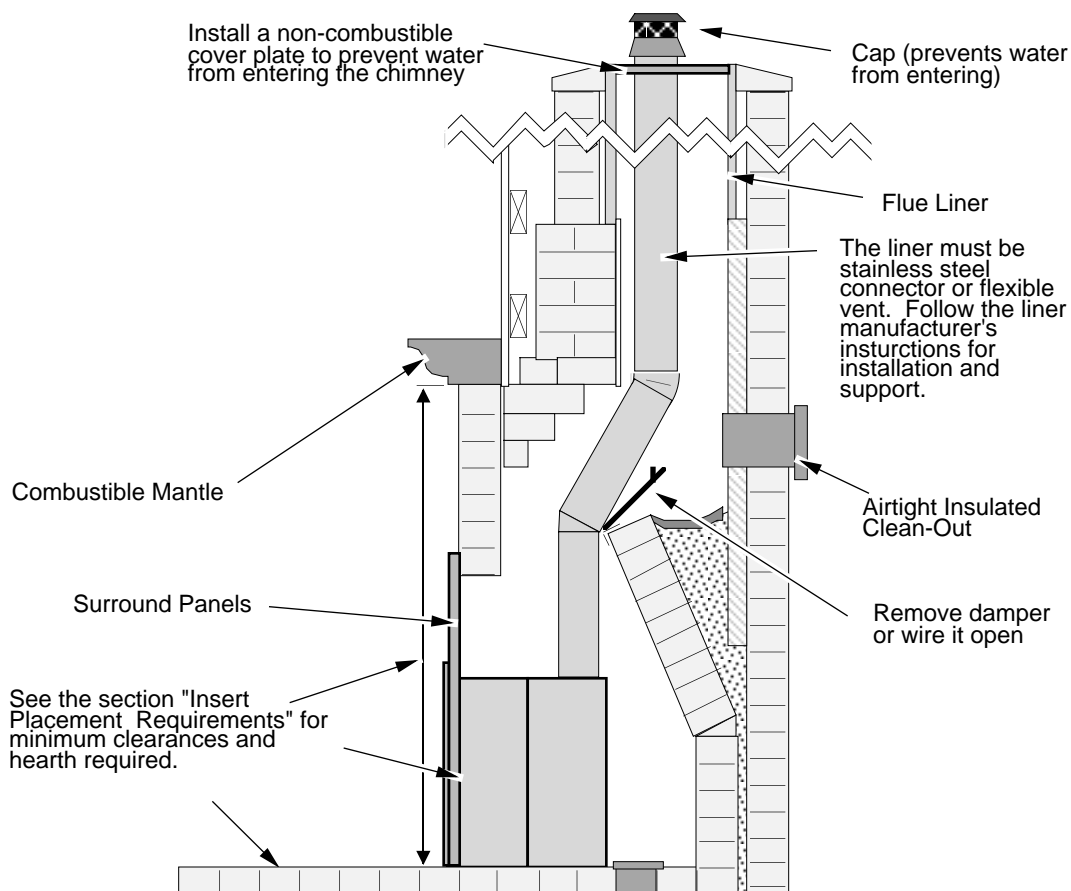 Install a non-combustible
cover plate to prevent water
from entering the chimney
Cap (prevents water
from entering)
Flue Liner
The liner must be
stainless steel
connector or flexible
vent.  Follow the liner
manufacturer's
insturctions for
installation and
support.
Combustible Mantle
Airtight Insulated
Clean-Out
Surround Panels
Remove damper
or wire it open
See the section "Insert
Placement  Requirements" for
minimum clearances and
hearth required.